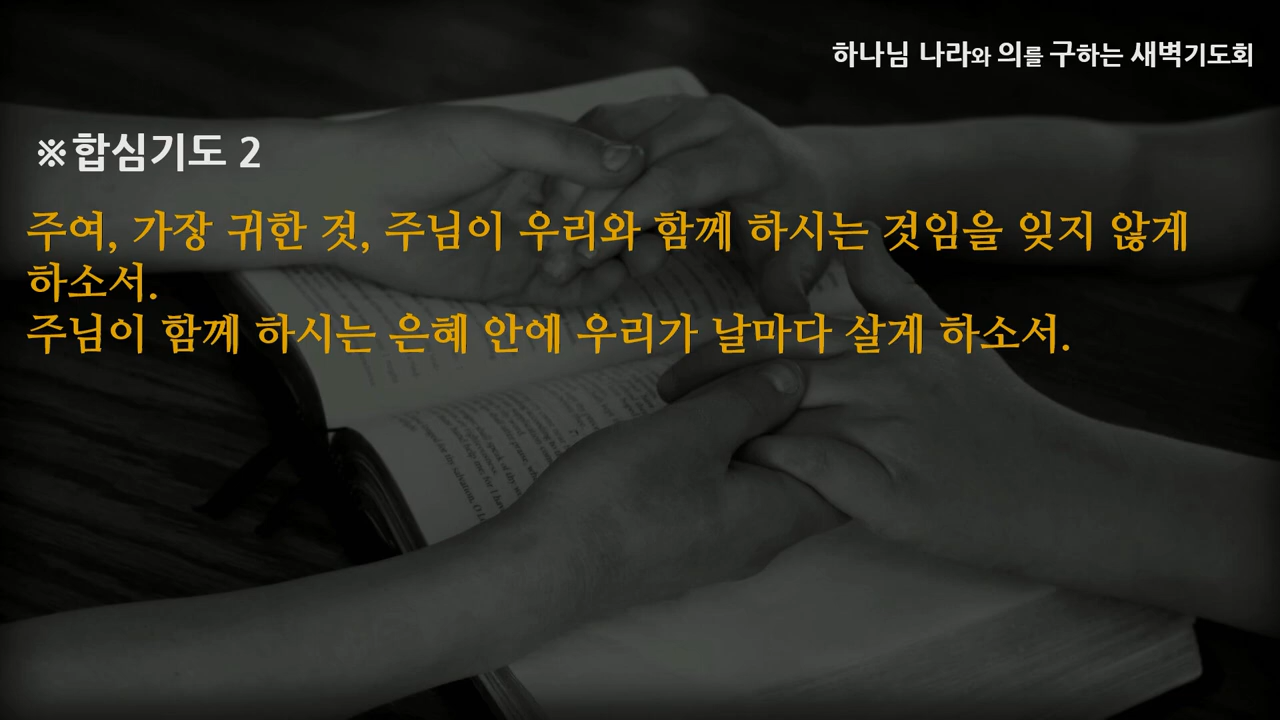 하나님 나라와 의를 구하는 새벽기도회
※합심기도 2
주여, 가장 귀한 것, 주님이 우리와 함께 하시는 것임을 잊지 않게
하소서.
주님이 함께 하시는 은혜 안에 우리가 날마다 살게 하소서.